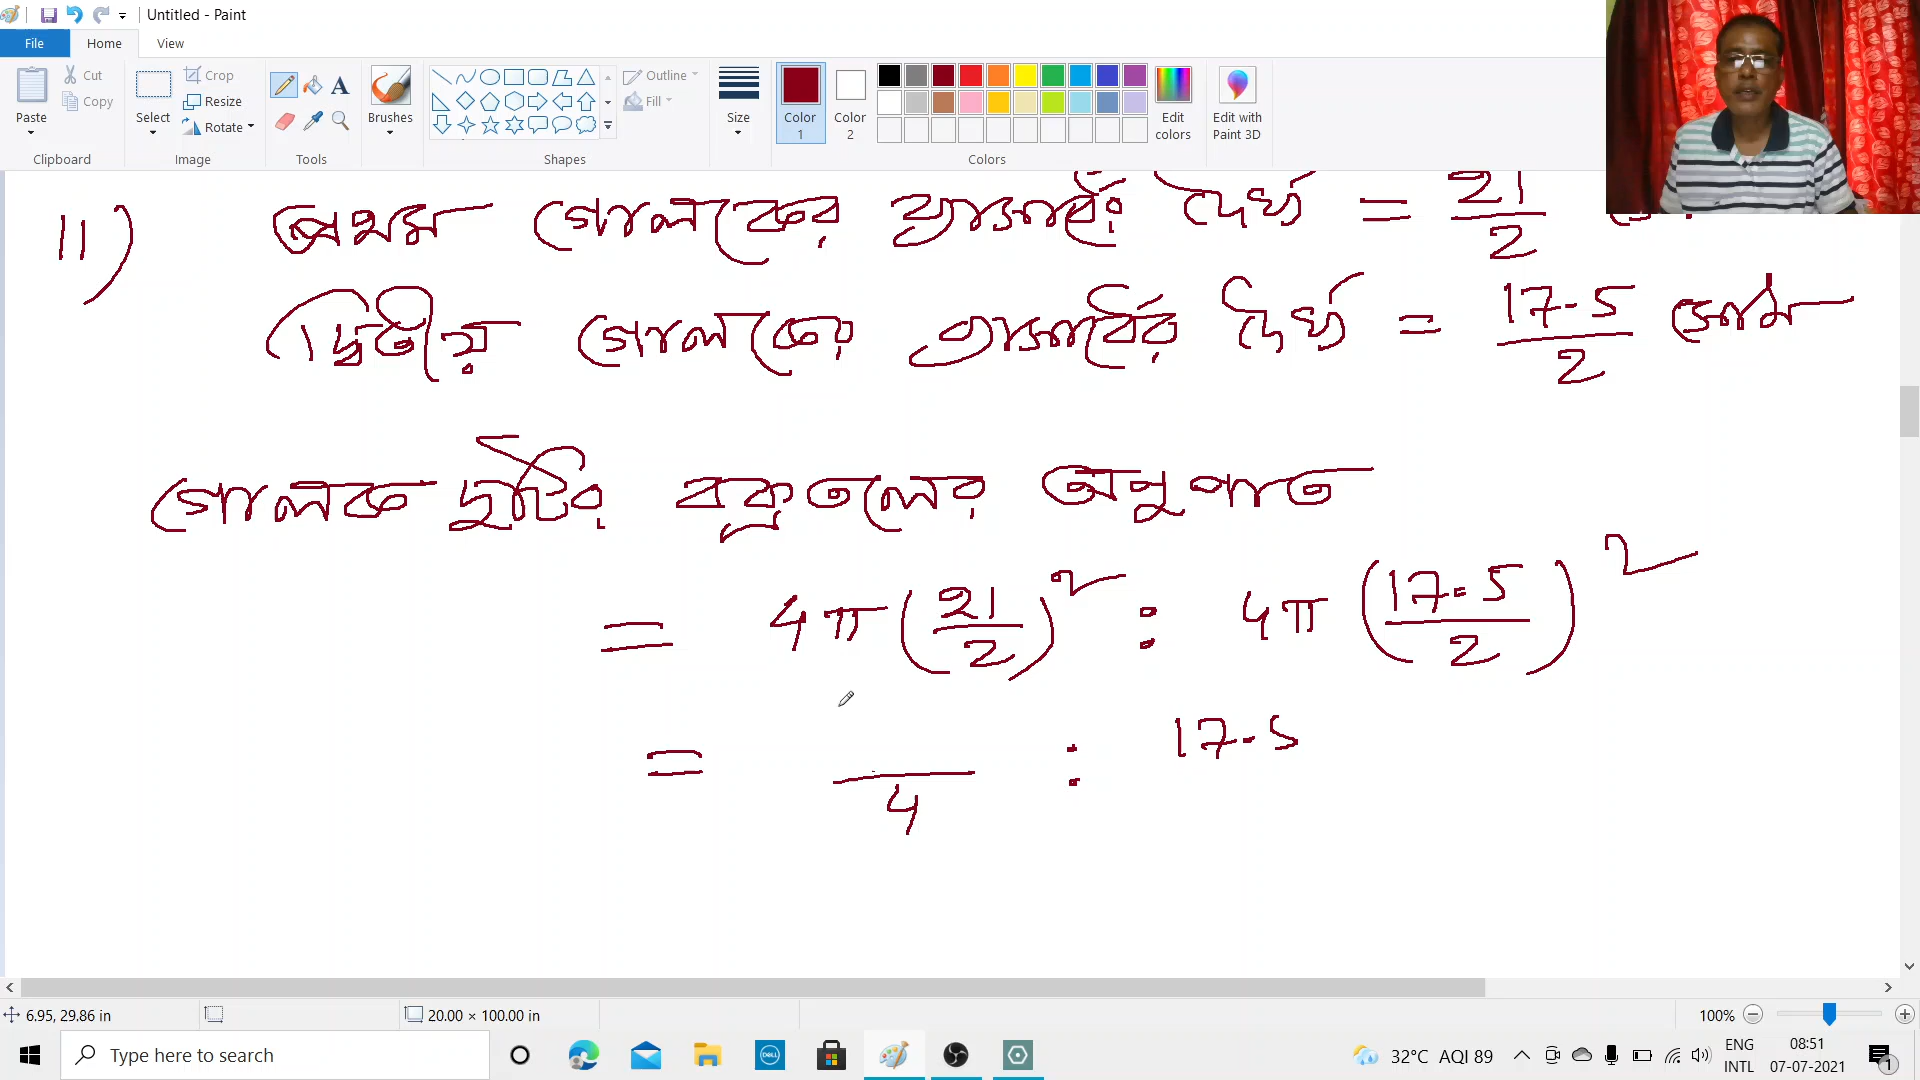 Untitled - Paint
File Home View
Cut
Copy
Paste
Clipboard
Crop
Resize
Rotate
Select
Image
Tools
Brushes
Outline
Fill
Shapes
Size
Color 1
Color 2
Edit colors
Edit with Paint 3D
Colors
11) প্রথম গোলকের ব্যাসার্ধের দৈর্ঘ্য = 21/2
দ্বিতীয় গোলকের ব্যাসার্ধের দৈর্ঘ্য = 17.5/2 সেমি
গোলক দুটির বক্রতলের অনুপাত
= 4π(21/2)² : 4π(17.5/2)²
= /4 : 17.5
6.95, 29.86 in
20.00 × 100.00 in
100%
Type here to search
DELL
32°C AQI 89
ENG
INTL
08:51
07-07-2021
1